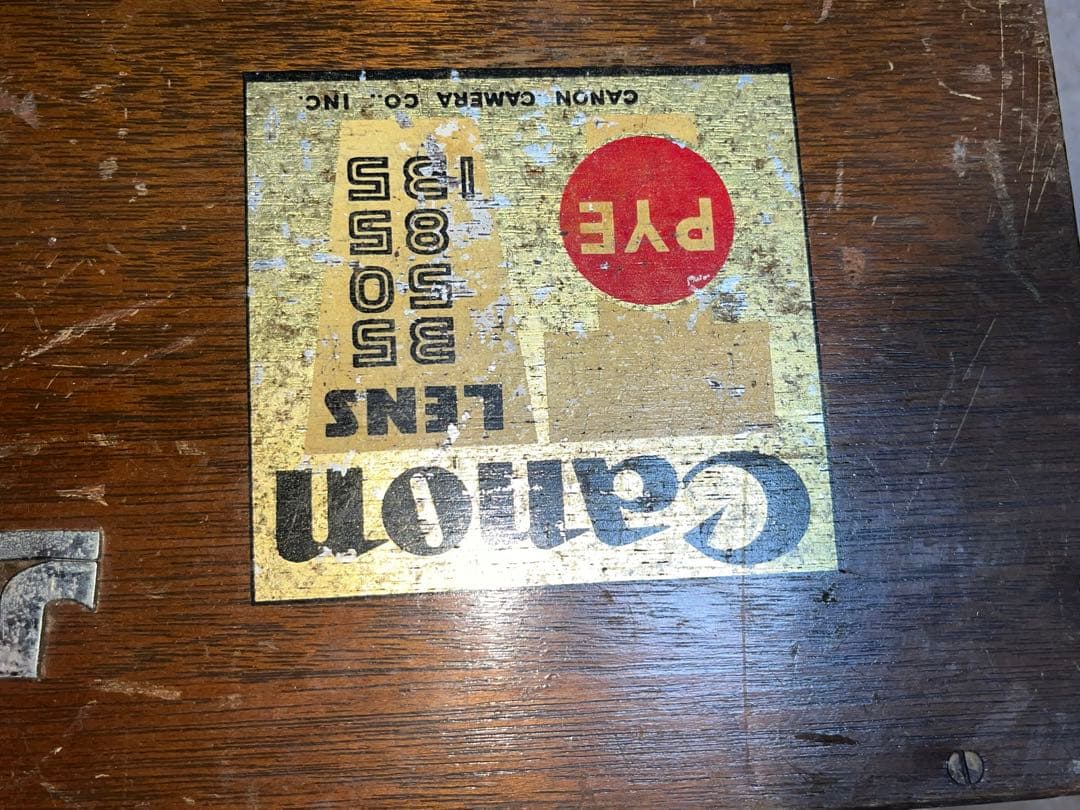 Canon
LENS
35
50
85
135
PYE
CANON CAMERA CO., INC.